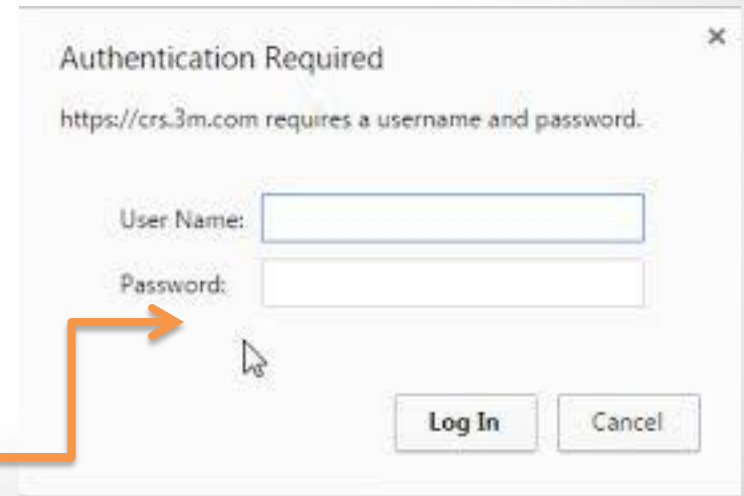 Authentication Required
https://crs.3m.com requires a username and password.
User Name:
Password:
Log In
Cancel